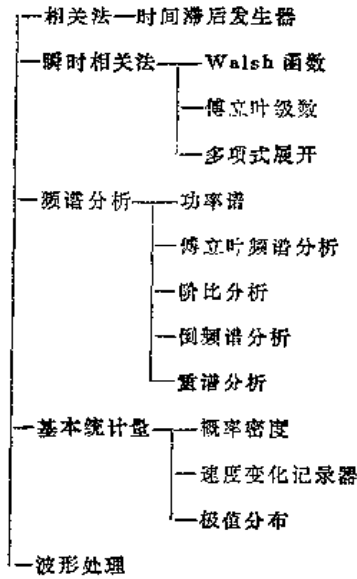 相关法—时间滞后发生器
瞬时相关法—Walsh 函数
傅立叶级数
多项式展开
频谱分析—功率谱
傅立叶频谱分析
阶比分析
倒频谱分析
重谱分析
基本统计量—概率密度
速度变化记录器
极值分布
波形处理